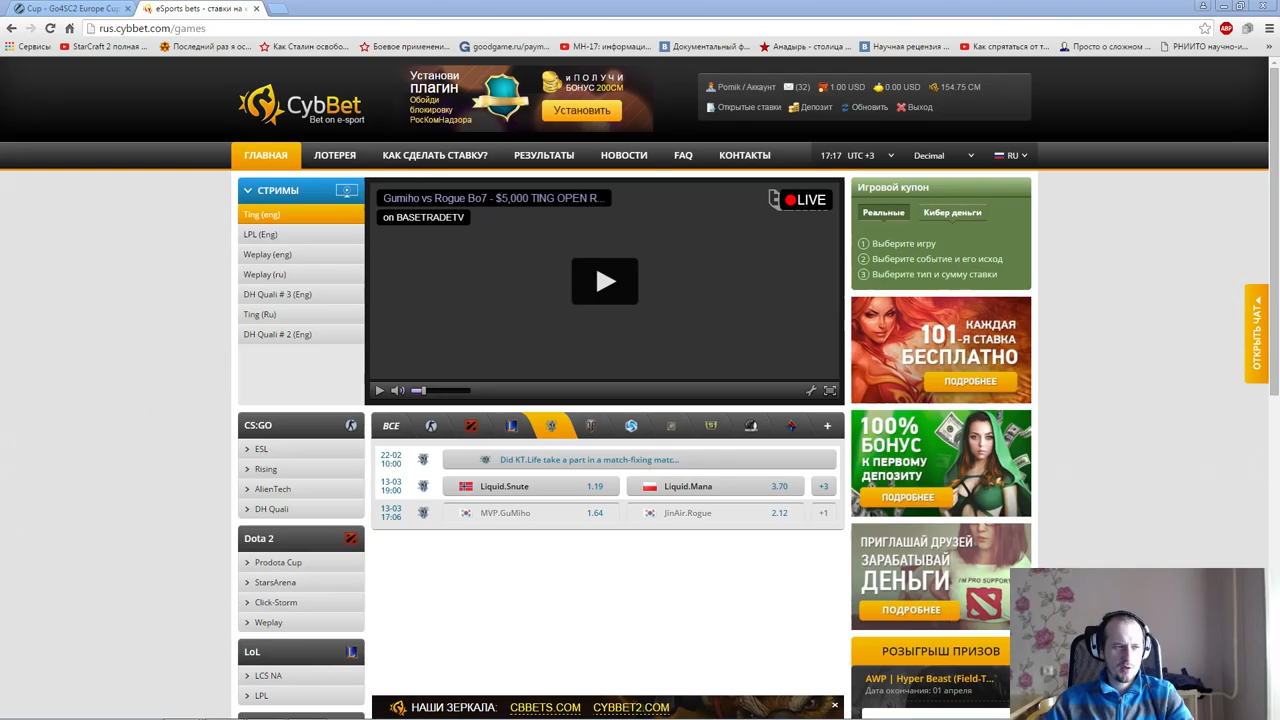 Cup - Go4SC2 Europe Cup
eSports bets - ставки на к
rus.cybbet.com/games
Сервисы
StarCraft 2 полная ...
Последний раз я ос...
Как Сталин освобо...
Боевое применени...
goodgame.ru/paym...
МН-17: информаци...
Документальный ф...
Анадырь - столица ...
Научная рецензия ...
Как спрятаться от т...
Просто о сложном ...
РНИИТО научно-и...
CybBet
Bet on e-sport
Установи
плагин
Обойди
блокировку
РосКомНадзора
и ПОЛУЧИ
БОНУС 200CM
Установить
Pomik / Аккаунт (32) 1.00 USD 0.00 USD 154.75 CM
Открытые ставки Депозит Обновить Выход
ГЛАВНАЯ ЛОТЕРЕЯ КАК СДЕЛАТЬ СТАВКУ? РЕЗУЛЬТАТЫ НОВОСТИ FAQ КОНТАКТЫ 17:17 UTC +3 Decimal RU
СТРИМЫ
Ting (eng)
LPL (Eng)
Weplay (eng)
Weplay (ru)
DH Quali # 3 (Eng)
Ting (Ru)
DH Quali # 2 (Eng)
Gumiho vs Rogue Bo7 - $5,000 TING OPEN R...
on BASETRADETV
LIVE
Игровой купон
Реальные Кибер деньги
1 Выберите игру
2 Выберите событие и его исход
3 Выберите тип и сумму ставки
101-я
КАЖДАЯ
СТАВКА
БЕСПЛАТНО
ПОДРОБНЕЕ
ОТКРЫТЬ ЧАТ
100%
БОНУС
К ПЕРВОМУ
ДЕПОЗИТУ
ПОДРОБНЕЕ
ПРИГЛАШАЙ ДРУЗЕЙ
ЗАРАБАТЫВАЙ
ДЕНЬГИ
I'M PRO SUPPORT
ПОДРОБНЕЕ
РОЗЫГРЫШ ПРИЗОВ
AWP | Hyper Beast (Field-T...
Дата окончания: 01 апреля
CS:GO
ESL
Rising
AlienTech
DH Quali
Dota 2
Prodota Cup
StarsArena
Click-Storm
Weplay
LoL
LCS NA
LPL
ВСЕ +
22-02
10:00
Did KT.Life take a part in a match-fixing matc...
13-03
19:00
Liquid.Snute 1.19 Liquid.Mana 3.70 +3
13-03
17:06
MVP.GuMiho 1.64 JinAir.Rogue 2.12 +1
НАШИ ЗЕРКАЛА: CBBETS.COM CYBBET2.COM